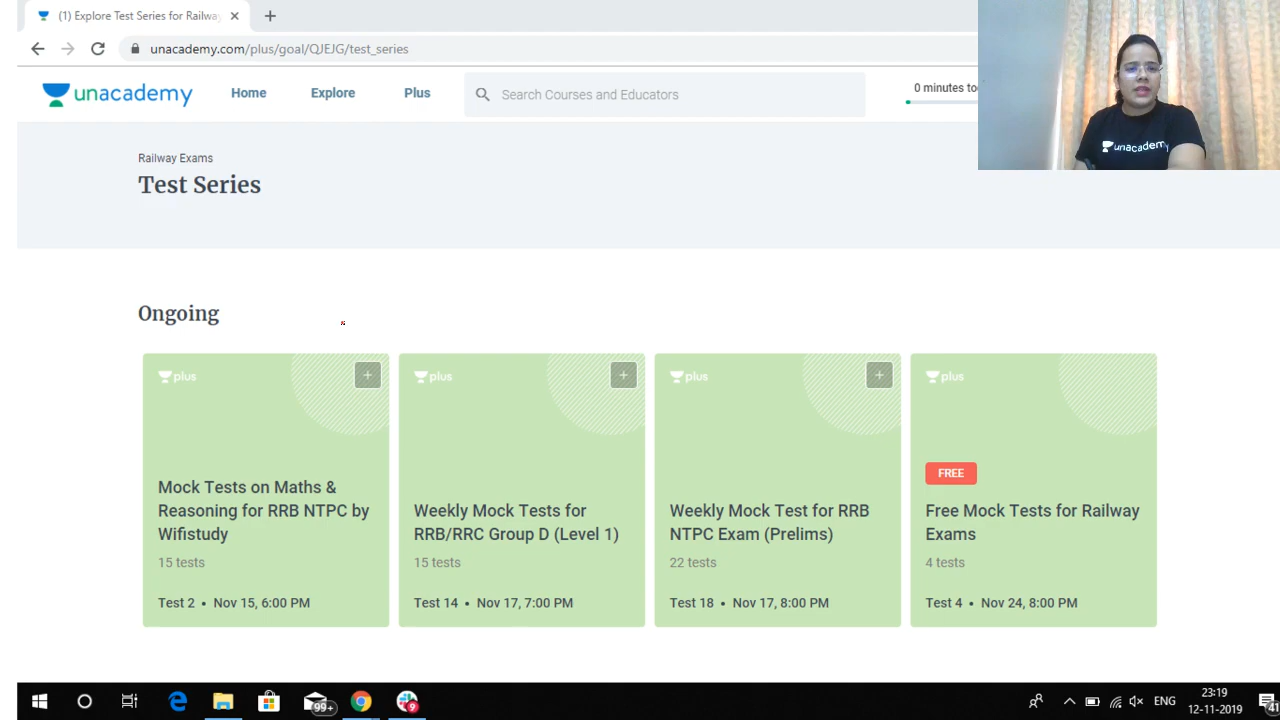 (1) Explore Test Series for Railway
unacademy.com/plus/goal/QJEJG/test_series
unacademy
Home
Explore
Plus
Search Courses and Educators
0 minutes
unacademy
Railway Exams
Test Series
Ongoing
plus
Mock Tests on Maths &
Reasoning for RRB NTPC by
Wifistudy
15 tests
Test 2 • Nov 15, 6:00 PM
plus
Weekly Mock Tests for
RRB/RRC Group D (Level 1)
15 tests
Test 14 • Nov 17, 7:00 PM
plus
Weekly Mock Test for RRB
NTPC Exam (Prelims)
22 tests
Test 18 • Nov 17, 8:00 PM
plus
FREE
Free Mock Tests for Railway
Exams
4 tests
Test 4 • Nov 24, 8:00 PM
99+
9
ENG
23:19
12-11-2019
41